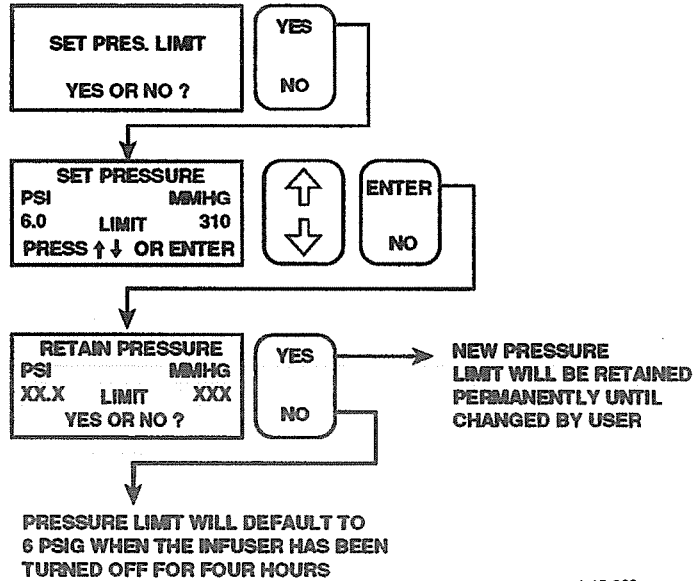 SET PRES. LIMIT
YES OR NO ?
YES
NO
SET PRESSURE
PSI MMHG
6.0 LIMIT 310
PRESS ↑↓ OR ENTER
ENTER
NO
RETAIN PRESSURE
PSI MMHG
XX.X LIMIT XXX
YES OR NO ?
YES
NO
NEW PRESSURE
LIMIT WILL BE RETAINED
PERMANENTLY UNTIL
CHANGED BY USER
PRESSURE LIMIT WILL DEFAULT TO
6 PSIG WHEN THE INFUSER HAS BEEN
TURNED OFF FOR FOUR HOURS